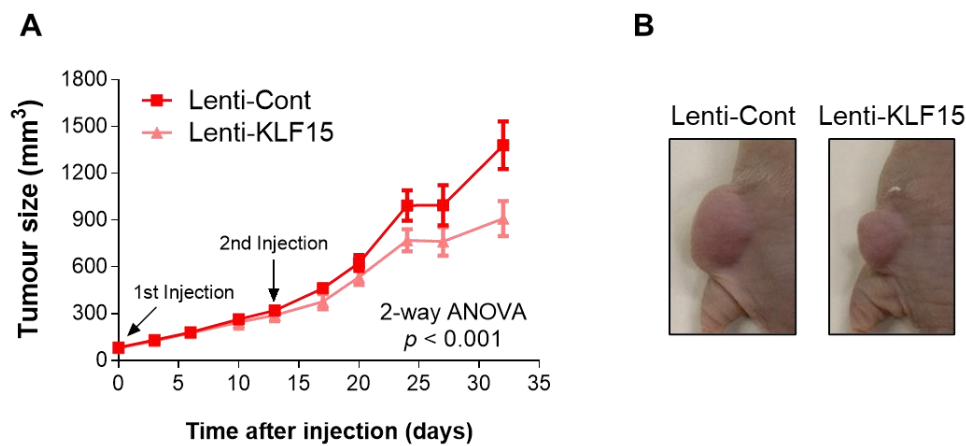 A
Tumour size (mm³)
1800
1500
1200
900
600
300
0
Lenti-Cont
Lenti-KLF15
1st Injection
2nd Injection
2-way ANOVA
p < 0.001
0 5 10 15 20 25 30 35
Time after injection (days)
B
Lenti-Cont Lenti-KLF15